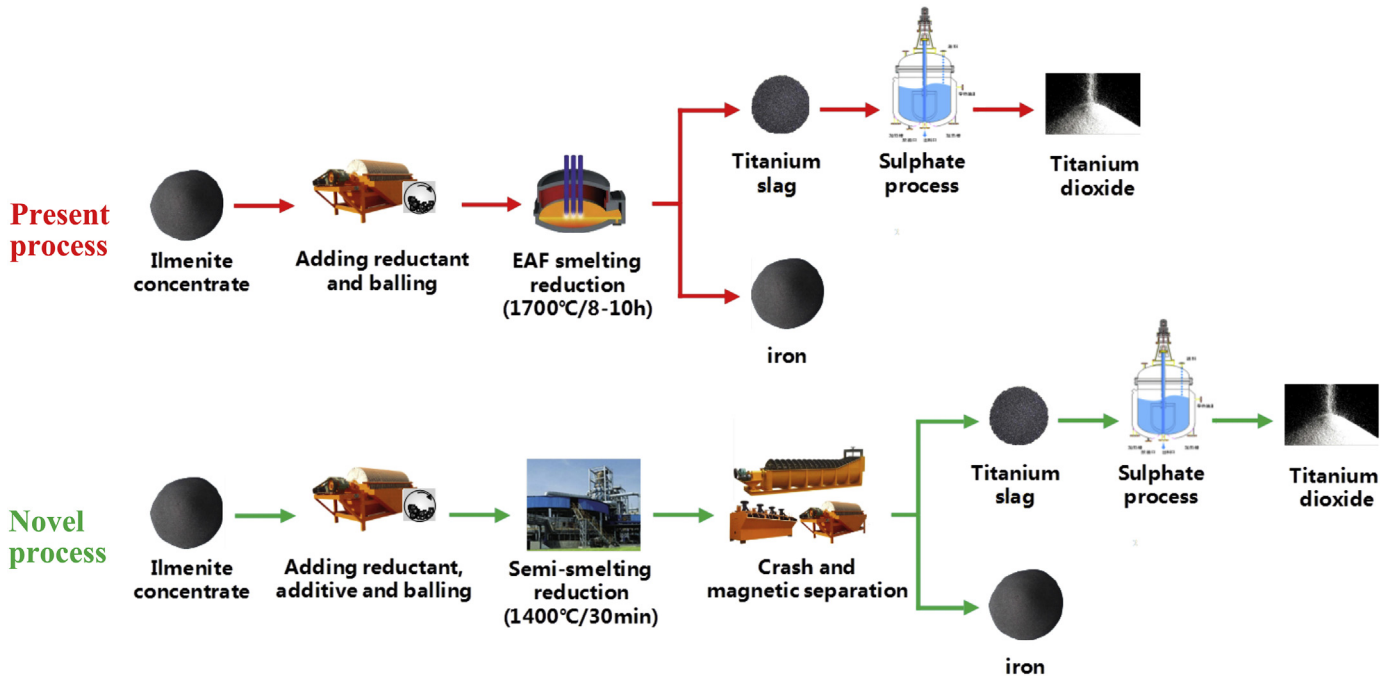 Present
process
Ilmenite
concentrate
Adding reductant
and balling
EAF smelting
reduction
(1700℃/8-10h)
Titanium
slag
Sulphate
process
Titanium
dioxide
iron
Novel
process
Ilmenite
concentrate
Adding reductant,
additive and balling
Semi-smelting
reduction
(1400℃/30min)
Crash and
magnetic separation
Titanium
slag
Sulphate
process
Titanium
dioxide
iron